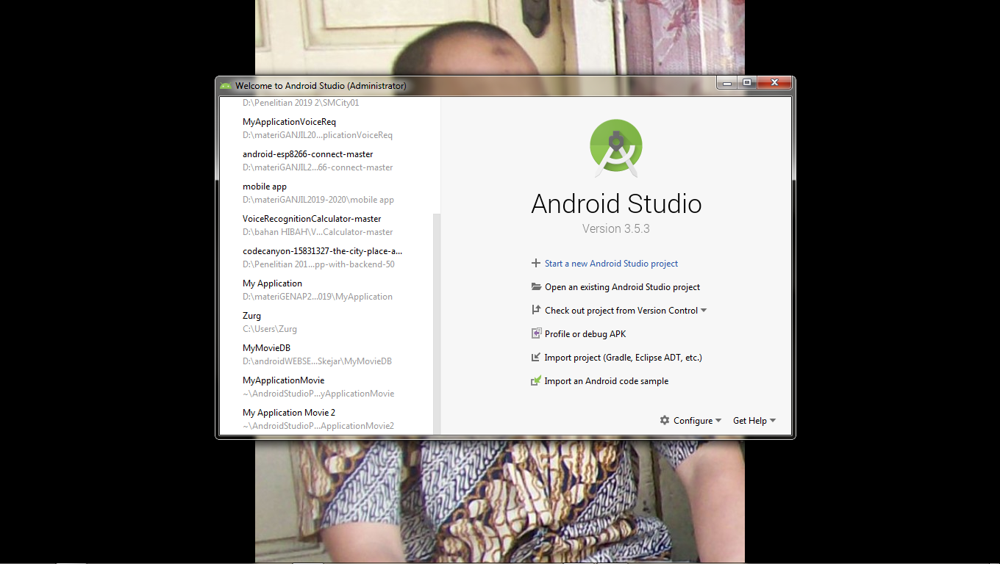 Welcome to Android Studio (Administrator)
D:\Penelitian 2019 2\SMCity01
MyApplicationVoiceReq
D:\materiGANJIL20...plicationVoiceReq
android-esp8266-connect-master
D:\materiGANJIL2...66-connect-master
mobile app
D:\materiGANJIL2019-2020\mobile app
VoiceRecognitionCalculator-master
D:\bahan HIBAH\V...Calculator-master
codecanyon-15831327-the-city-place-a...
D:\Penelitian 201...pp-with-backend-50
My Application
D:\materiGENAP2...019\MyApplication
Zurg
C:\Users\Zurg
MyMovieDB
D:\androidWEBSE...Skejar\MyMovieDB
MyApplicationMovie
~\AndroidStudioP...yApplicationMovie
My Application Movie 2
~\AndroidStudioP...ApplicationMovie2
Android Studio
Version 3.5.3
Start a new Android Studio project
Open an existing Android Studio project
Check out project from Version Control
Profile or debug APK
Import project (Gradle, Eclipse ADT, etc.)
Import an Android code sample
Configure
Get Help